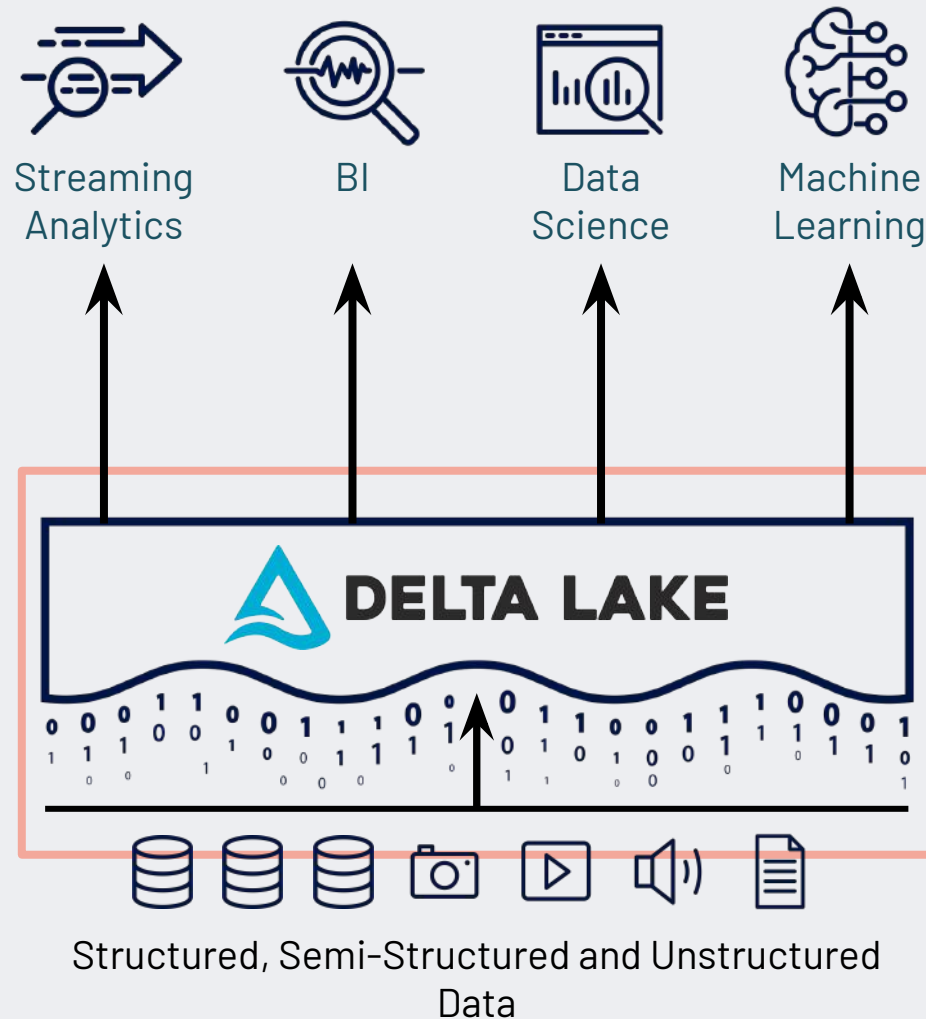 Streaming
Analytics
BI
Data
Science
Machine
Learning
DELTA LAKE
Structured, Semi-Structured and Unstructured
Data